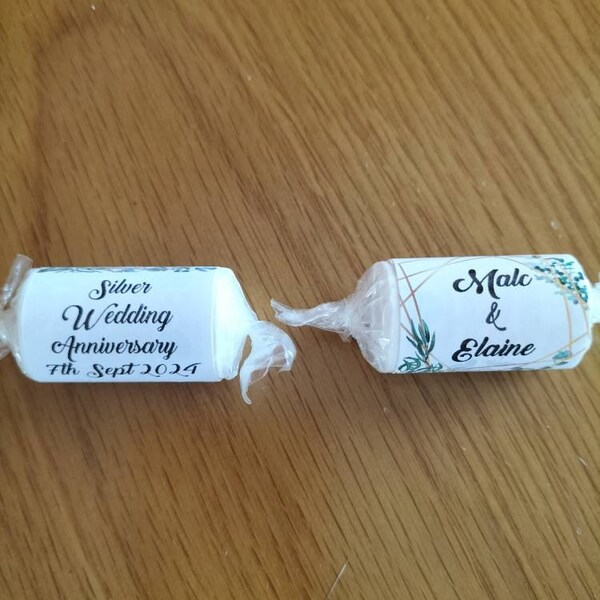 Silver
Wedding
Anniversary
7th Sept 2024
Malc
&
Elaine